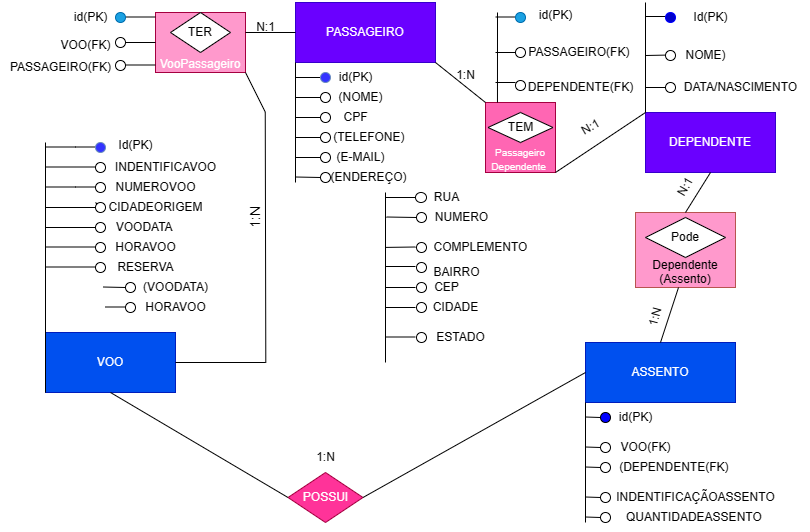 id(PK)
VOO(FK)
PASSAGEIRO(FK)
TER
VooPassageiro
N:1
PASSAGEIRO
id(PK)
(NOME)
CPF
(TELEFONE)
(E-MAIL)
(ENDEREÇO)
RUA
NUMERO
COMPLEMENTO
BAIRRO
CEP
CIDADE
ESTADO
1:N
id(PK)
PASSAGEIRO(FK)
DEPENDENTE(FK)
TEM
Passageiro
Dependente
N:1
Id(PK)
NOME)
DATA/NASCIMENTO
DEPENDENTE
N:1
Pode
Dependente
(Assento)
1:N
1:N
Id(PK)
INDENTIFICAVOO
NUMEROVOO
CIDADEORIGEM
VOODATA
HORAVOO
RESERVA
(VOODATA)
HORAVOO
VOO
ASSENTO
id(PK)
VOO(FK)
(DEPENDENTE(FK)
INDENTIFICAÇÃOASSENTO
QUANTIDADEASSENTO
1:N
POSSUI